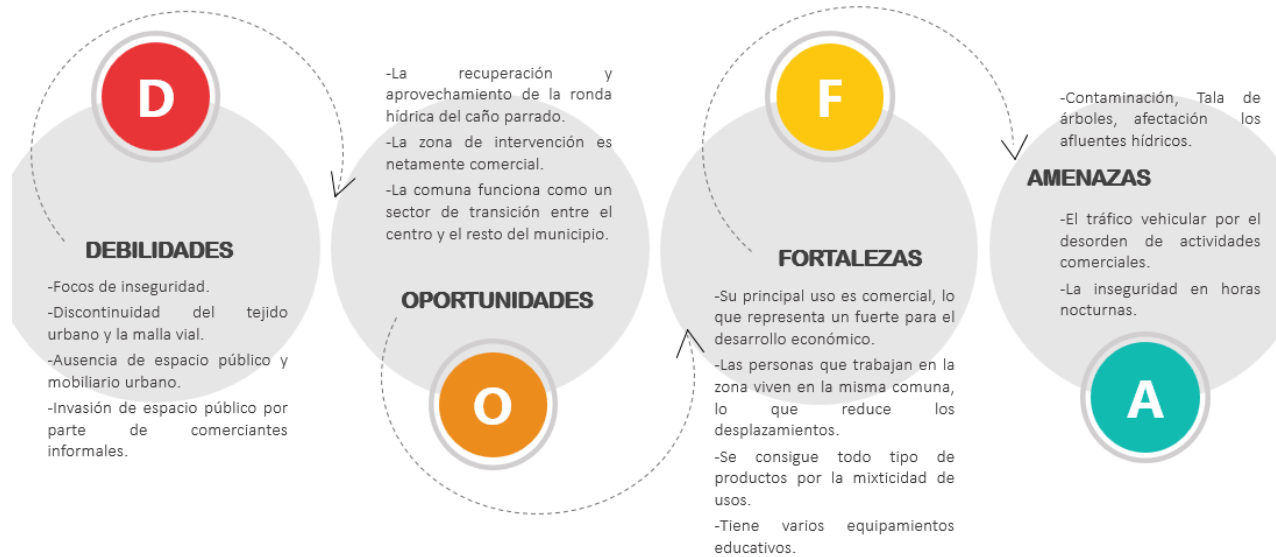 D
DEBILIDADES
-Focos de inseguridad.
-Discontinuidad del tejido
urbano y la malla vial.
-Ausencia de espacio público y
mobiliario urbano.
-Invasión de espacio público por
parte de comerciantes
informales.
-La recuperación y
aprovechamiento de la ronda
hídrica del caño parrado.
-La zona de intervención es
netamente comercial.
-La comuna funciona como un
sector de transición entre el
centro y el resto del municipio.
OPORTUNIDADES
O
F
FORTALEZAS
-Su principal uso es comercial, lo
que representa un fuerte para el
desarrollo económico.
-Las personas que trabajan en la
zona viven en la misma comuna,
lo que reduce los
desplazamientos.
-Se consigue todo tipo de
productos por la mixticidad de
usos.
-Tiene varios equipamientos
educativos.
-Contaminación, Tala de
árboles, afectación los
afluentes hídricos.
AMENAZAS
-El tráfico vehicular por el
desorden de actividades
comerciales.
-La inseguridad en horas
nocturnas.
A